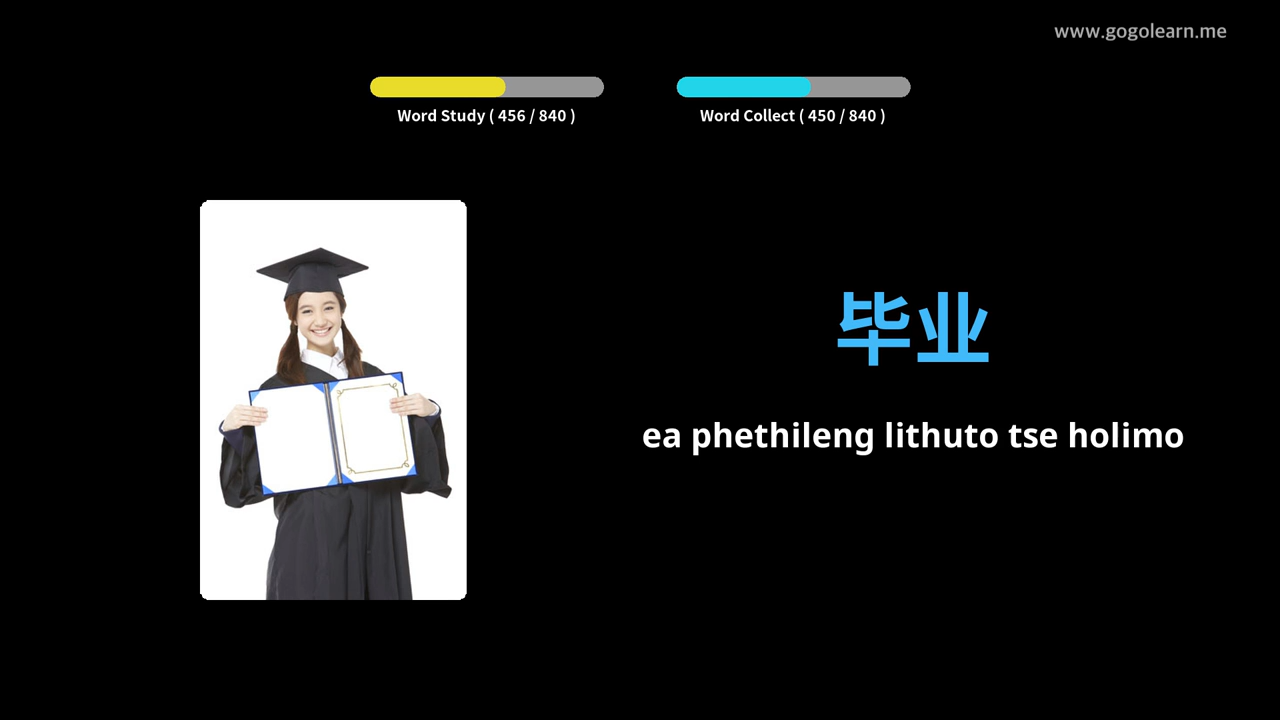 www.gogolearn.me
Word Study ( 456 / 840 )
Word Collect ( 450 / 840 )
毕业
ea phethileng lithuto tse holimo